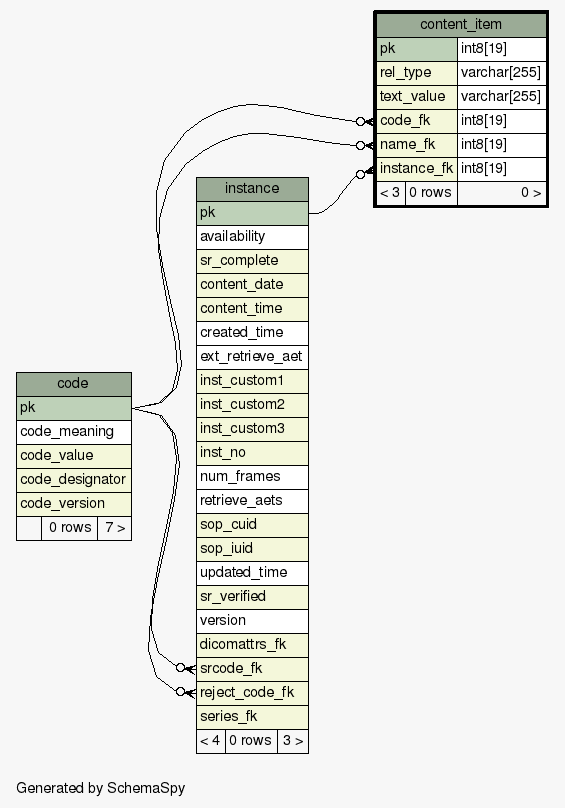 content_item
pk int8[19]
rel_type varchar[255]
text_value varchar[255]
code_fk int8[19]
name_fk int8[19]
instance_fk int8[19]
< 3 0 rows 0 >
instance
pk
availability
sr_complete
content_date
content_time
created_time
ext_retrieve_aet
inst_custom1
inst_custom2
inst_custom3
inst_no
num_frames
retrieve_aets
sop_cuid
sop_iuid
updated_time
sr_verified
version
dicomattrs_fk
srcode_fk
reject_code_fk
series_fk
< 4 0 rows 3 >
code
pk
code_meaning
code_value
code_designator
code_version
0 rows 7 >
Generated by SchemaSpy